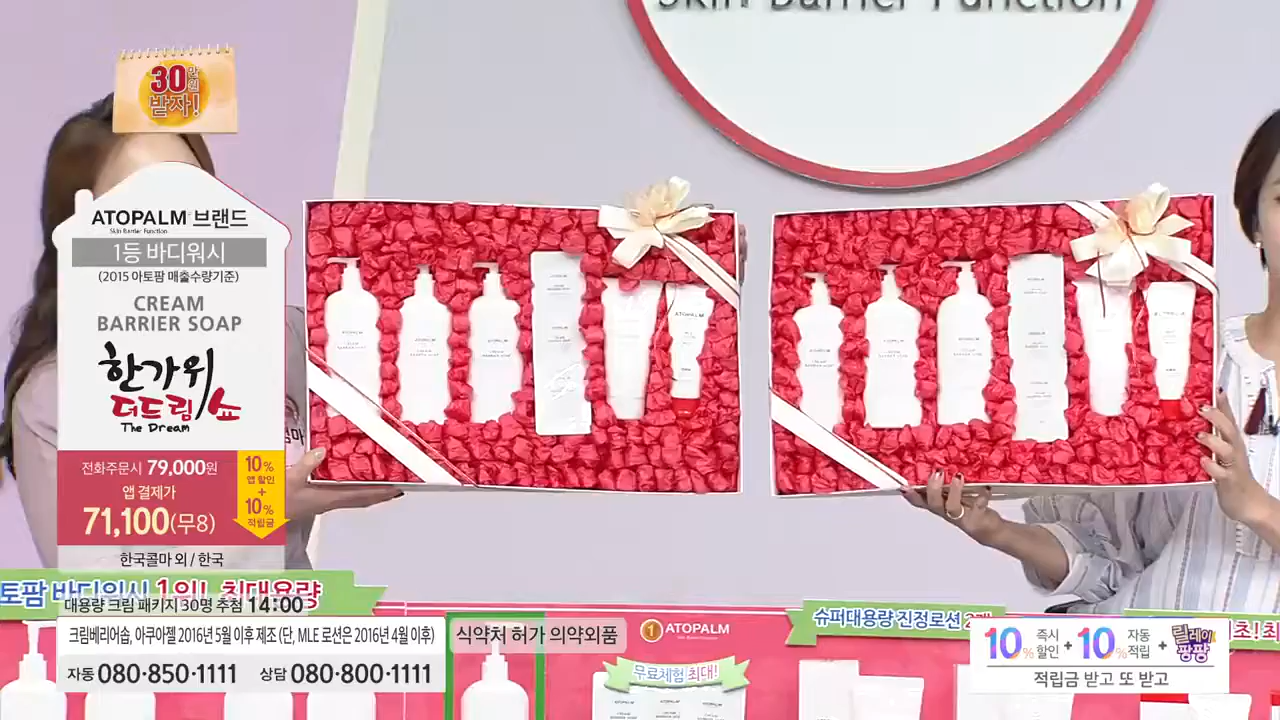 Skin Barrier Function
30만원
받자!
ATOPALM 브랜드
Skin Barrier Function
1등 바디워시
(2015 아토팜 매출수량기준)
CREAM
BARRIER SOAP
한가위
더드림쇼
The Dream
전화주문시 79,000원
앱 결제가
71,100(무8)
10%
앱 할인
+
10%
적립금
한국콜마 외 / 한국
토팜 바디워시 1위! 최대용량
대용량 크림 패키지 30명 추첨 14:00
크림베리어솝, 아쿠아젤 2016년 5월 이후 제조 (단, MLE 로션은 2016년 4월 이후)
자동 080·850·1111 상담 080·800·1111
식약처 허가 의약외품
1 ATOPALM
무료체험 최대!
슈퍼대용량 진정로션 2개
10% 즉시할인 + 10% 자동적립 + 릴레이팡팡
적립금 받고 또 받고
ATOPALM